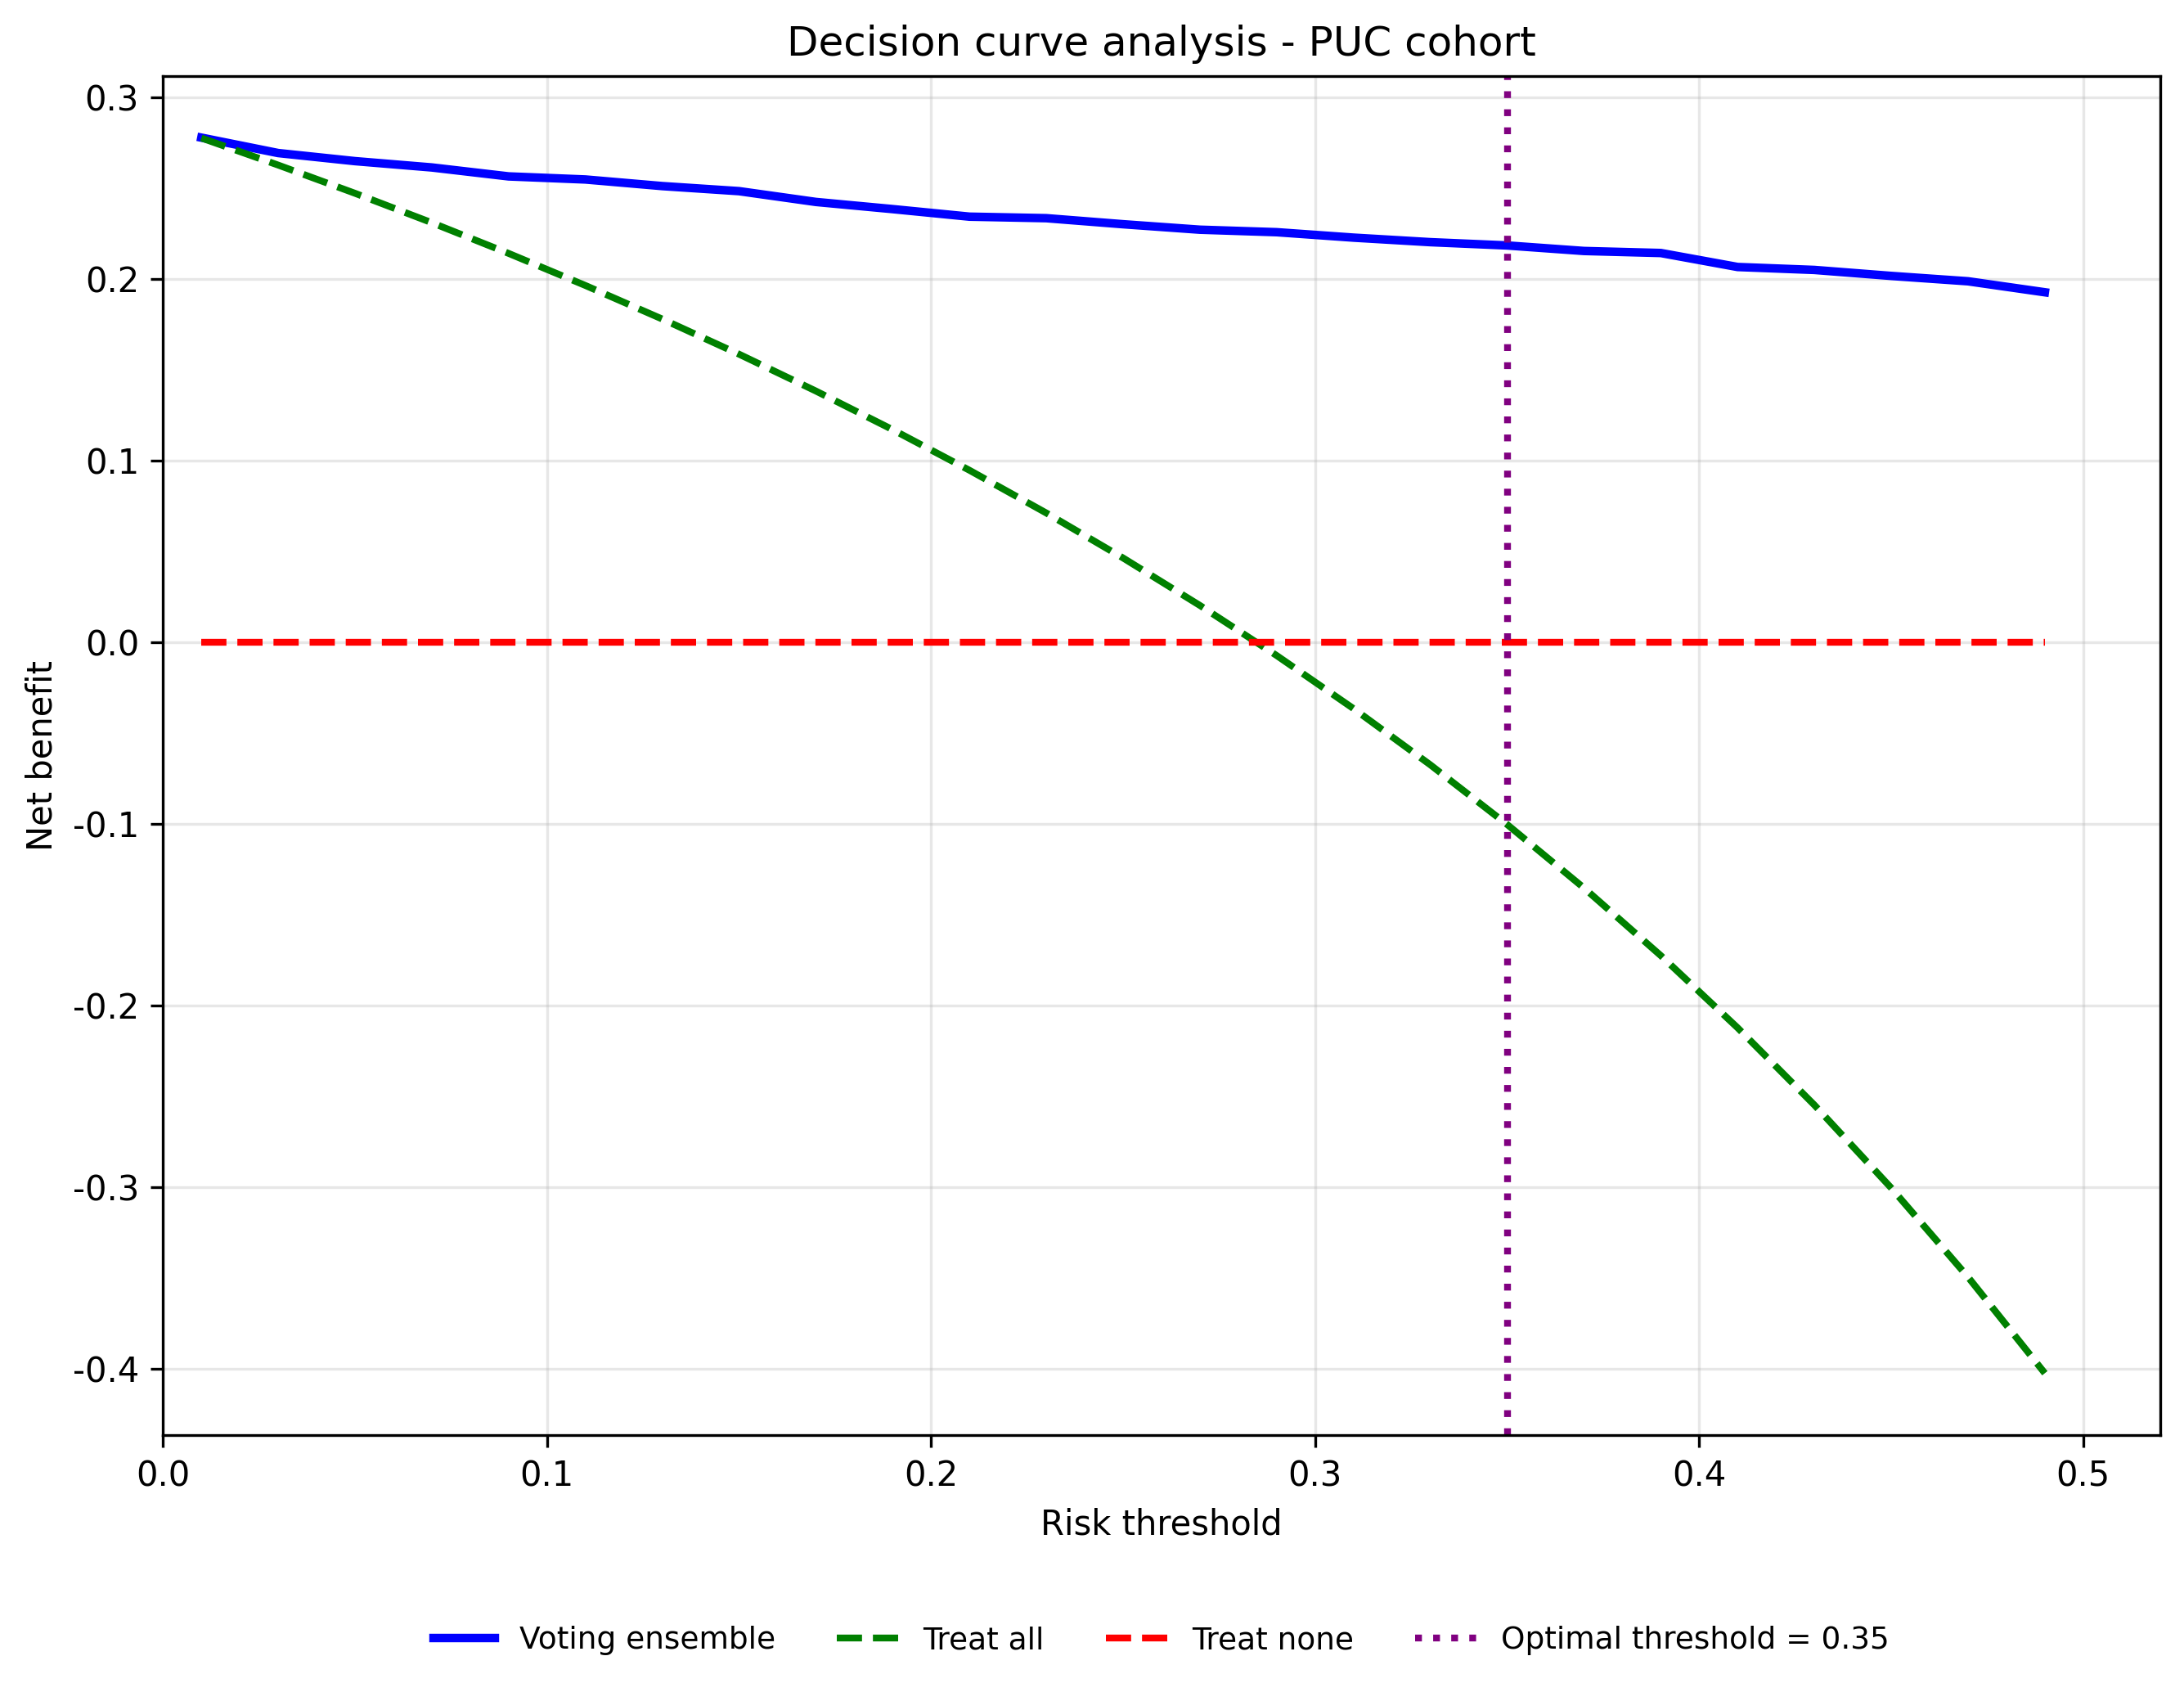 Decision curve analysis - PUC cohort
Net benefit
0.3
0.2
0.1
0.0
-0.1
-0.2
-0.3
-0.4
0.0 0.1 0.2 0.3 0.4 0.5
Risk threshold
Voting ensemble Treat all Treat none Optimal threshold = 0.35